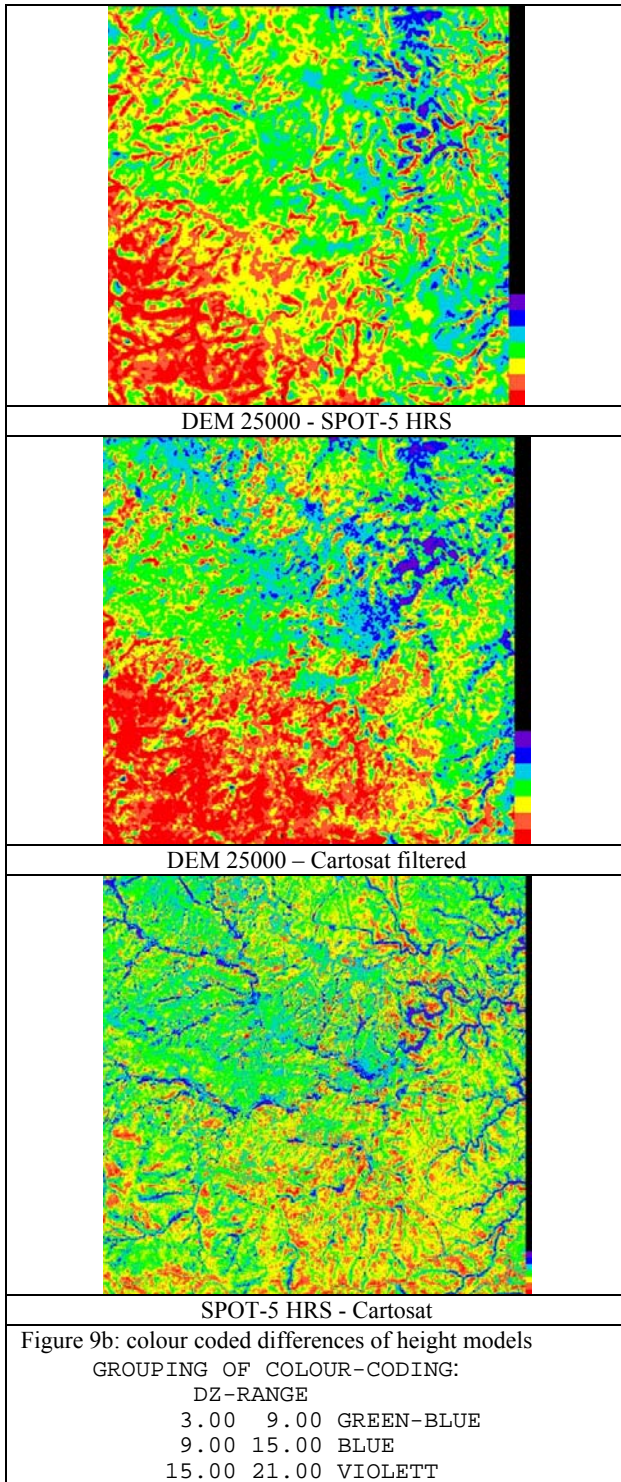 DEM 25000 - SPOT-5 HRS
DEM 25000 – Cartosat filtered
SPOT-5 HRS - Cartosat
Figure 9b: colour coded differences of height models
GROUPING OF COLOUR-CODING:
DZ-RANGE
3.00 9.00 GREEN-BLUE
9.00 15.00 BLUE
15.00 21.00 VIOLETT